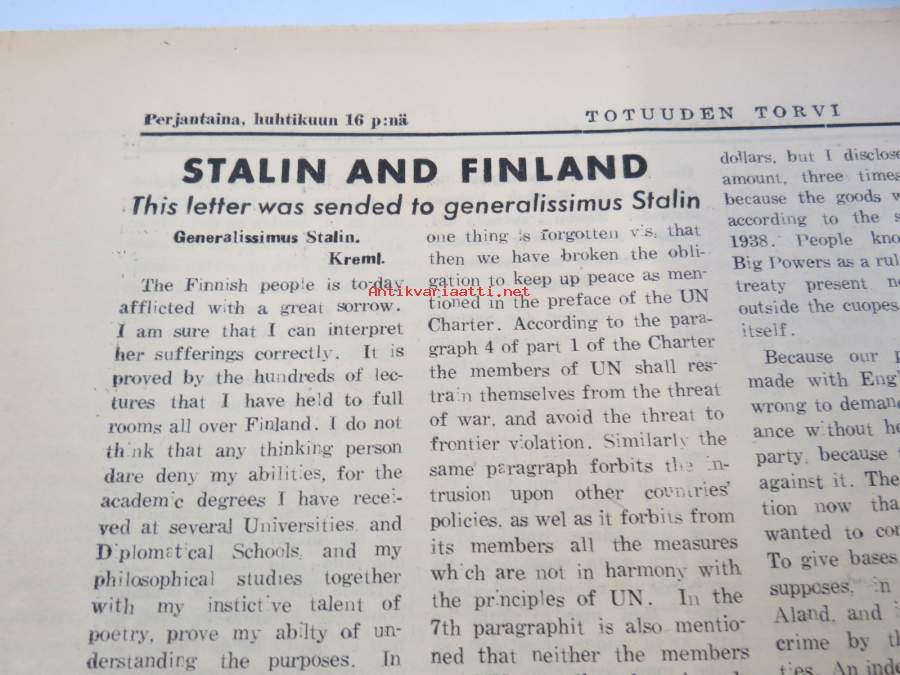 Perjantaina, huhtikuun 16 p:nä
TOTUUDEN TORVI
STALIN AND FINLAND
This letter was sended to generalissimus Stalin
Generalissimus Stalin.
Kreml.
The Finnish people is to-day
afflicted with a great sorrow.
I am sure that I can interpret
her sufferings correctly. It is
proved by the hundreds of lec-
tures that I have held to full
rooms all over Finland. I do not
think that any thinking person
dare deny my abilities, for the
academic degrees I have recei-
ved at several Universities and
Diplomatical Schools and my
philosophical studies together
with my instictive talent of
poetry, prove my abilty of un-
derstanding the purposes. In
one thing is forgotten vis, that
then we have broken the obli-
gation to keep up peace as men-
tioned in the preface of the UN
Charter. According to the para-
graph 4 of part 1 of the Charter
the members of UN shall res-
train themselves from the threat
of war, and avoid the threat to
frontier violation. Similarly the
same paragraph forbits the in-
trusion upon other countries'
policies, as wel as it forbits from
its members all the measures
which are not in harmony with
the principles of UN. In the
7th paragraphit is also mentio-
ned that neither the members
dollars, but I disclose
amount, three times
because the goods
according to the
1938. People
Big Powers as a
treaty present
outside the cuopes
itself.
Because our
made with
wrong to
ance without
party, because
against it.
tion now
wanted to
To give bases
supposes, in
Aland, and
crime by
ties. An
Antikvariaatti.net